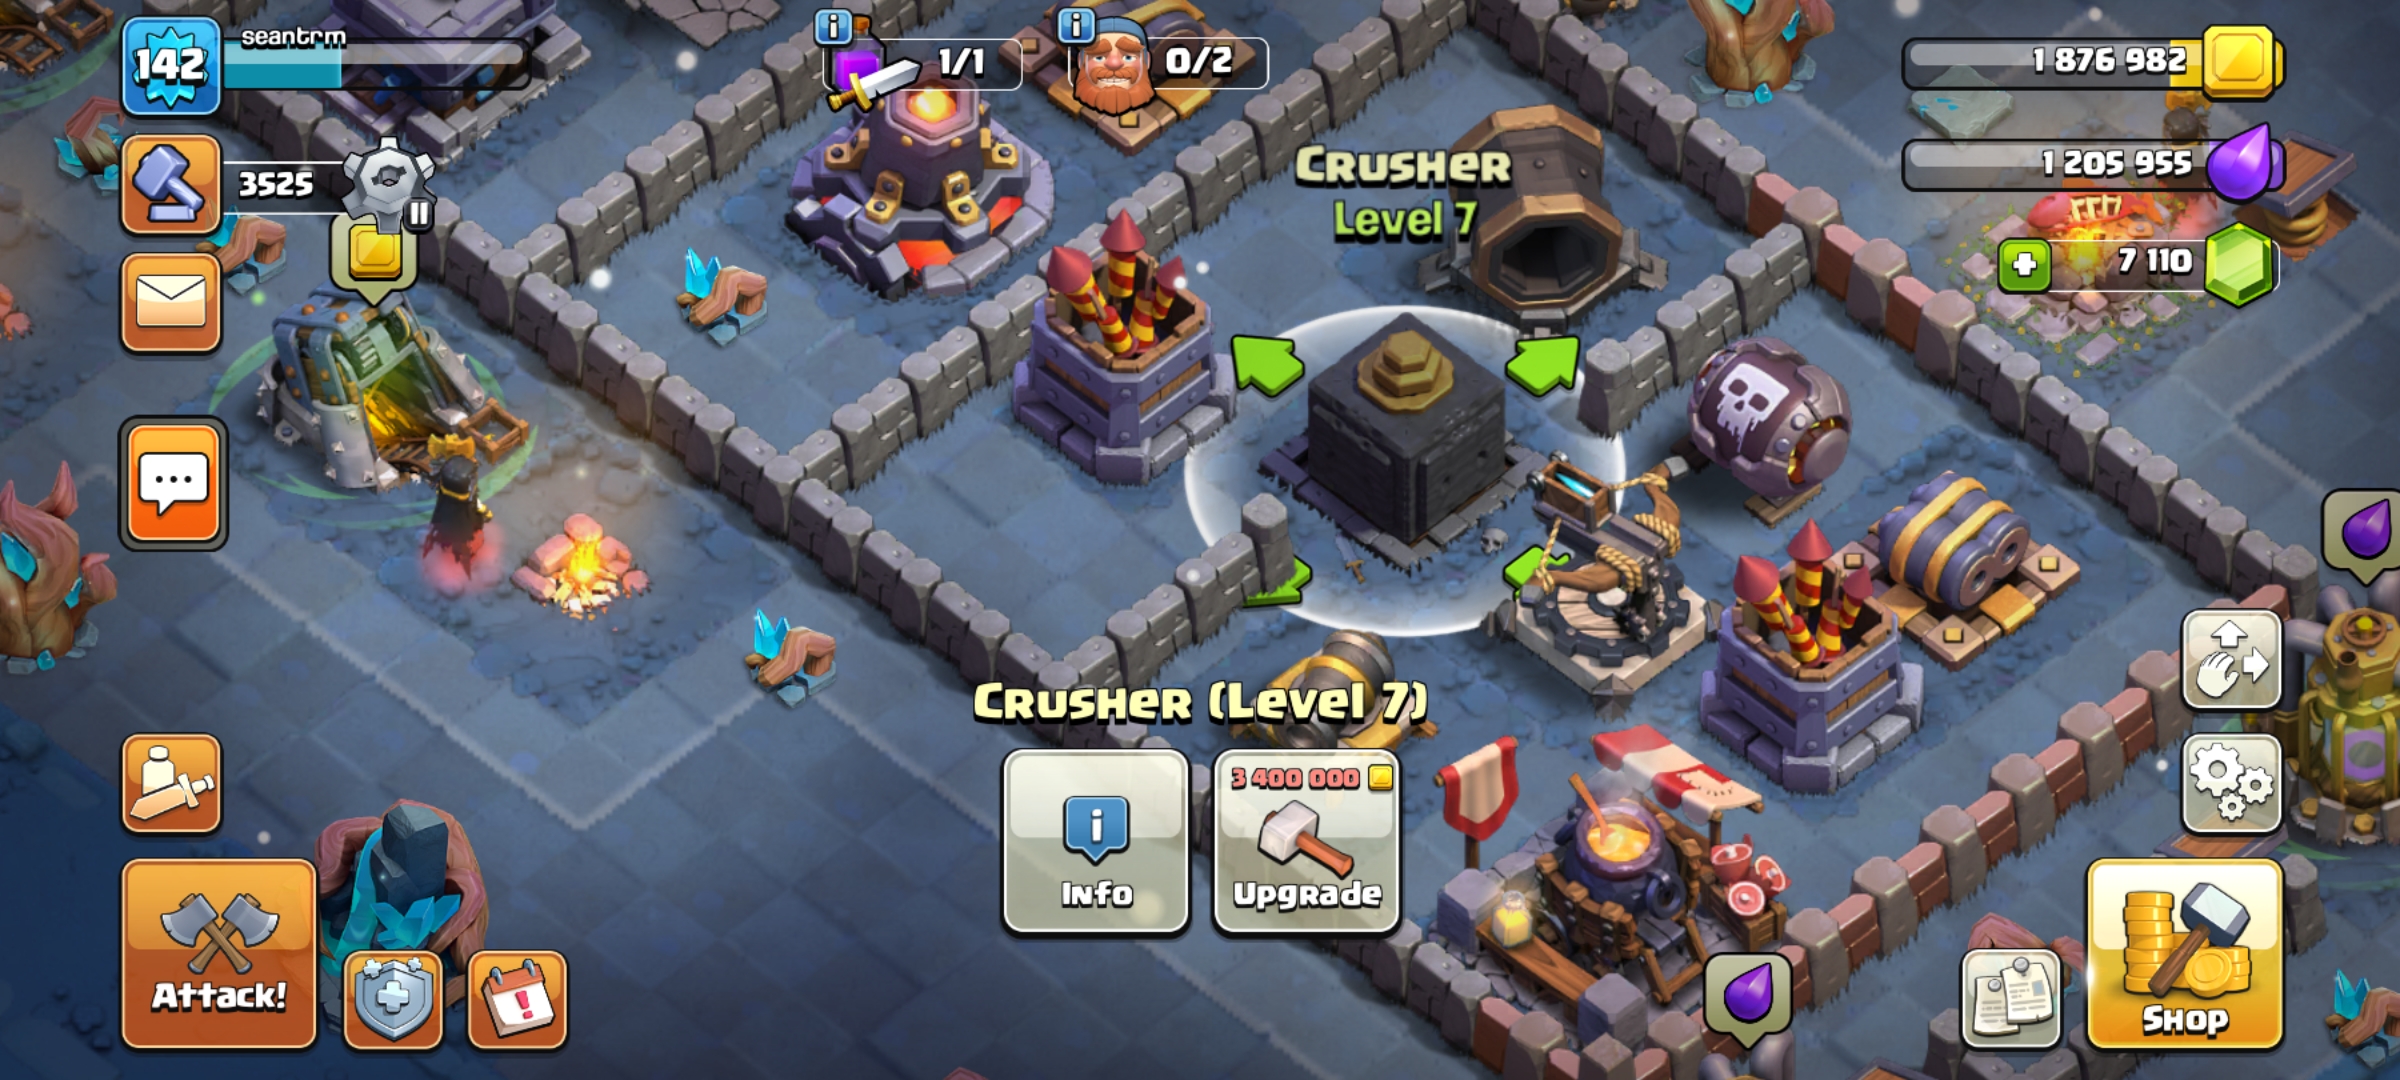 142
seantrm
1/1
0/2
1 876 982
3525
1 205 955
7 110
Crusher
Level 7
Crusher (Level 7)
3 400 000
Info
Upgrade
Attack!
Shop